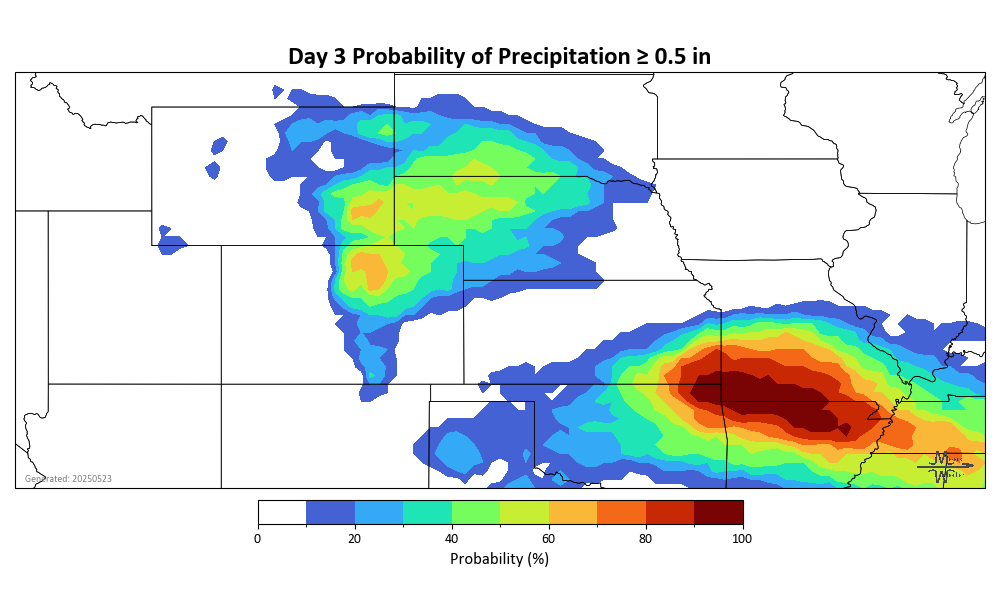 Day 3 Probability of Precipitation ≥ 0.5 in
Generated: 20250523
0 20 40 60 80 100
Probability (%)